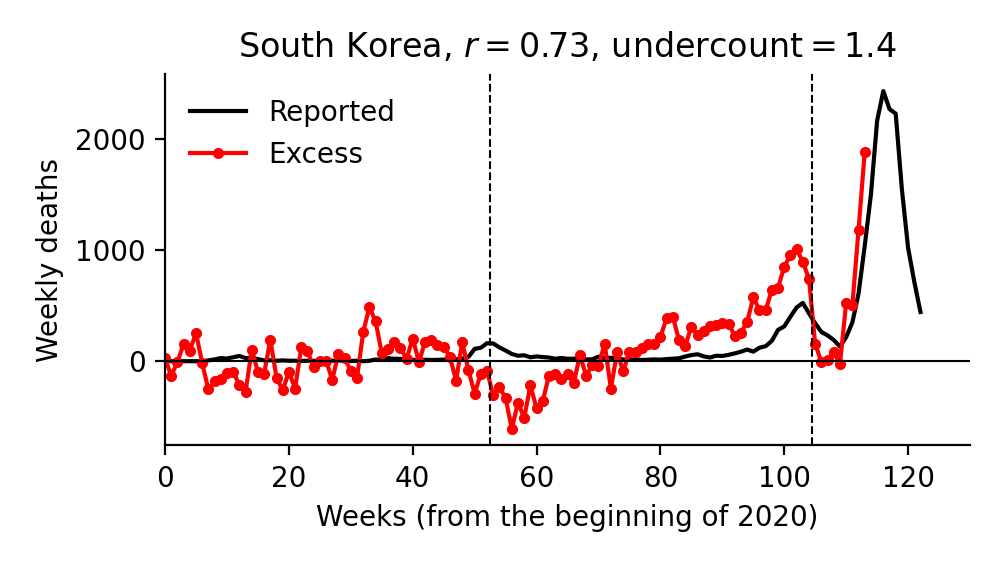 South Korea, r = 0.73, undercount = 1.4
Reported
Excess
Weekly deaths
2000
1000
0
0 20 40 60 80 100 120
Weeks (from the beginning of 2020)